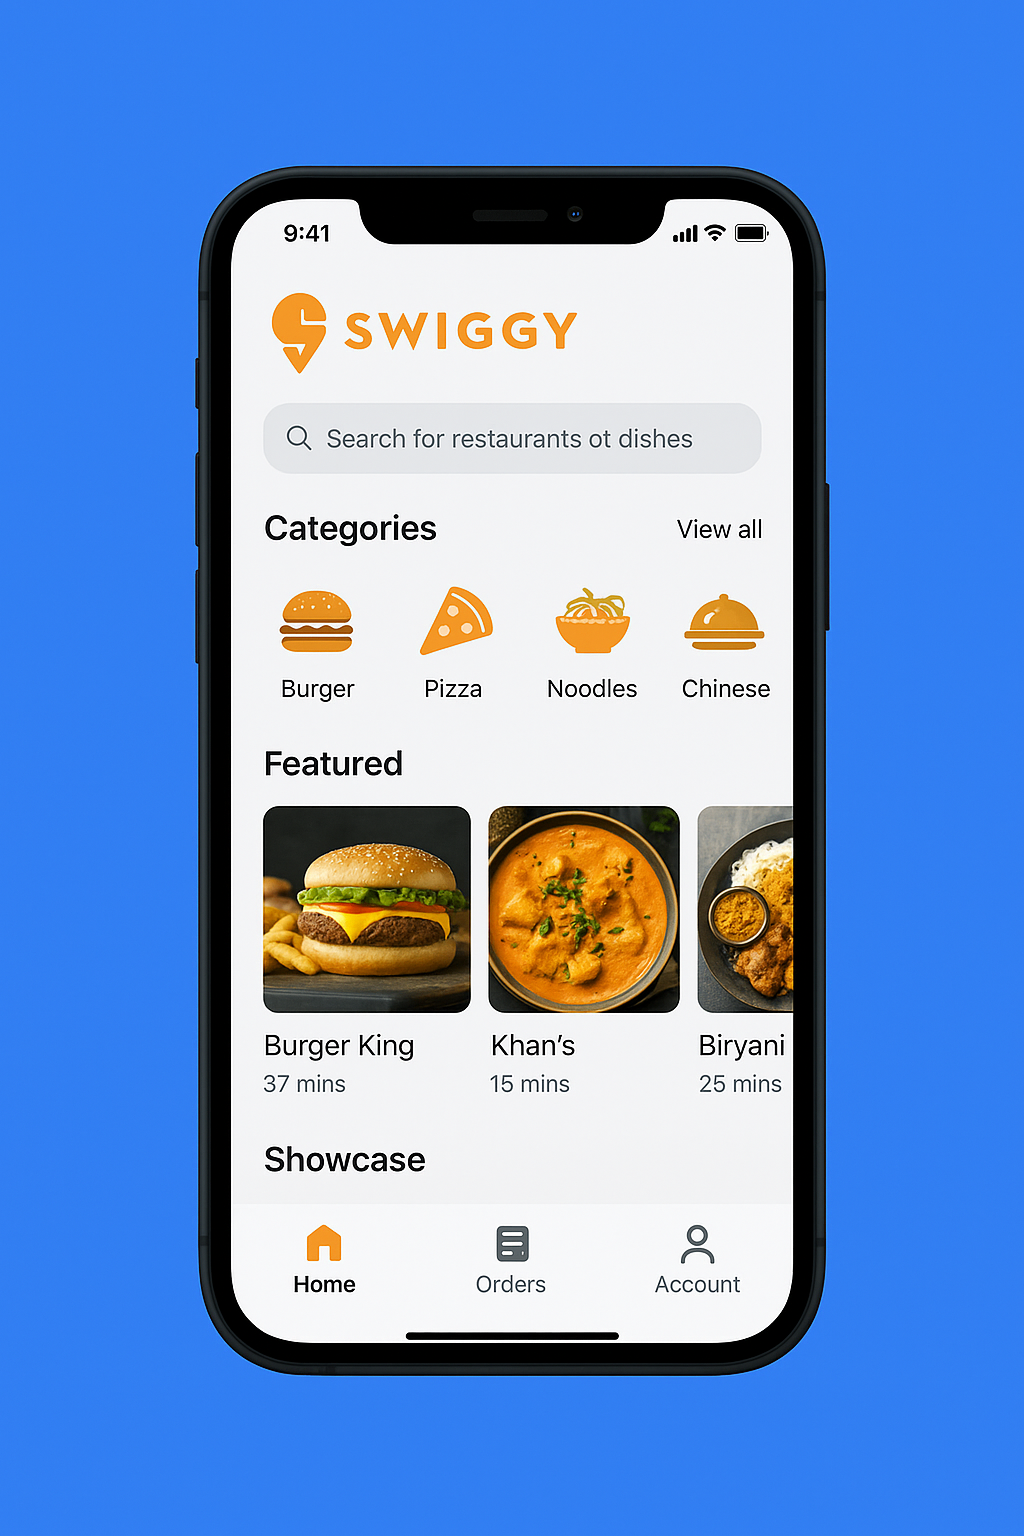 9:41
SWIGGY
Search for restaurants ot dishes
Categories
View all
Burger
Pizza
Noodles
Chinese
Featured
Burger King
Khan's
Biryani
37 mins
15 mins
25 mins
Showcase
Home
Orders
Account